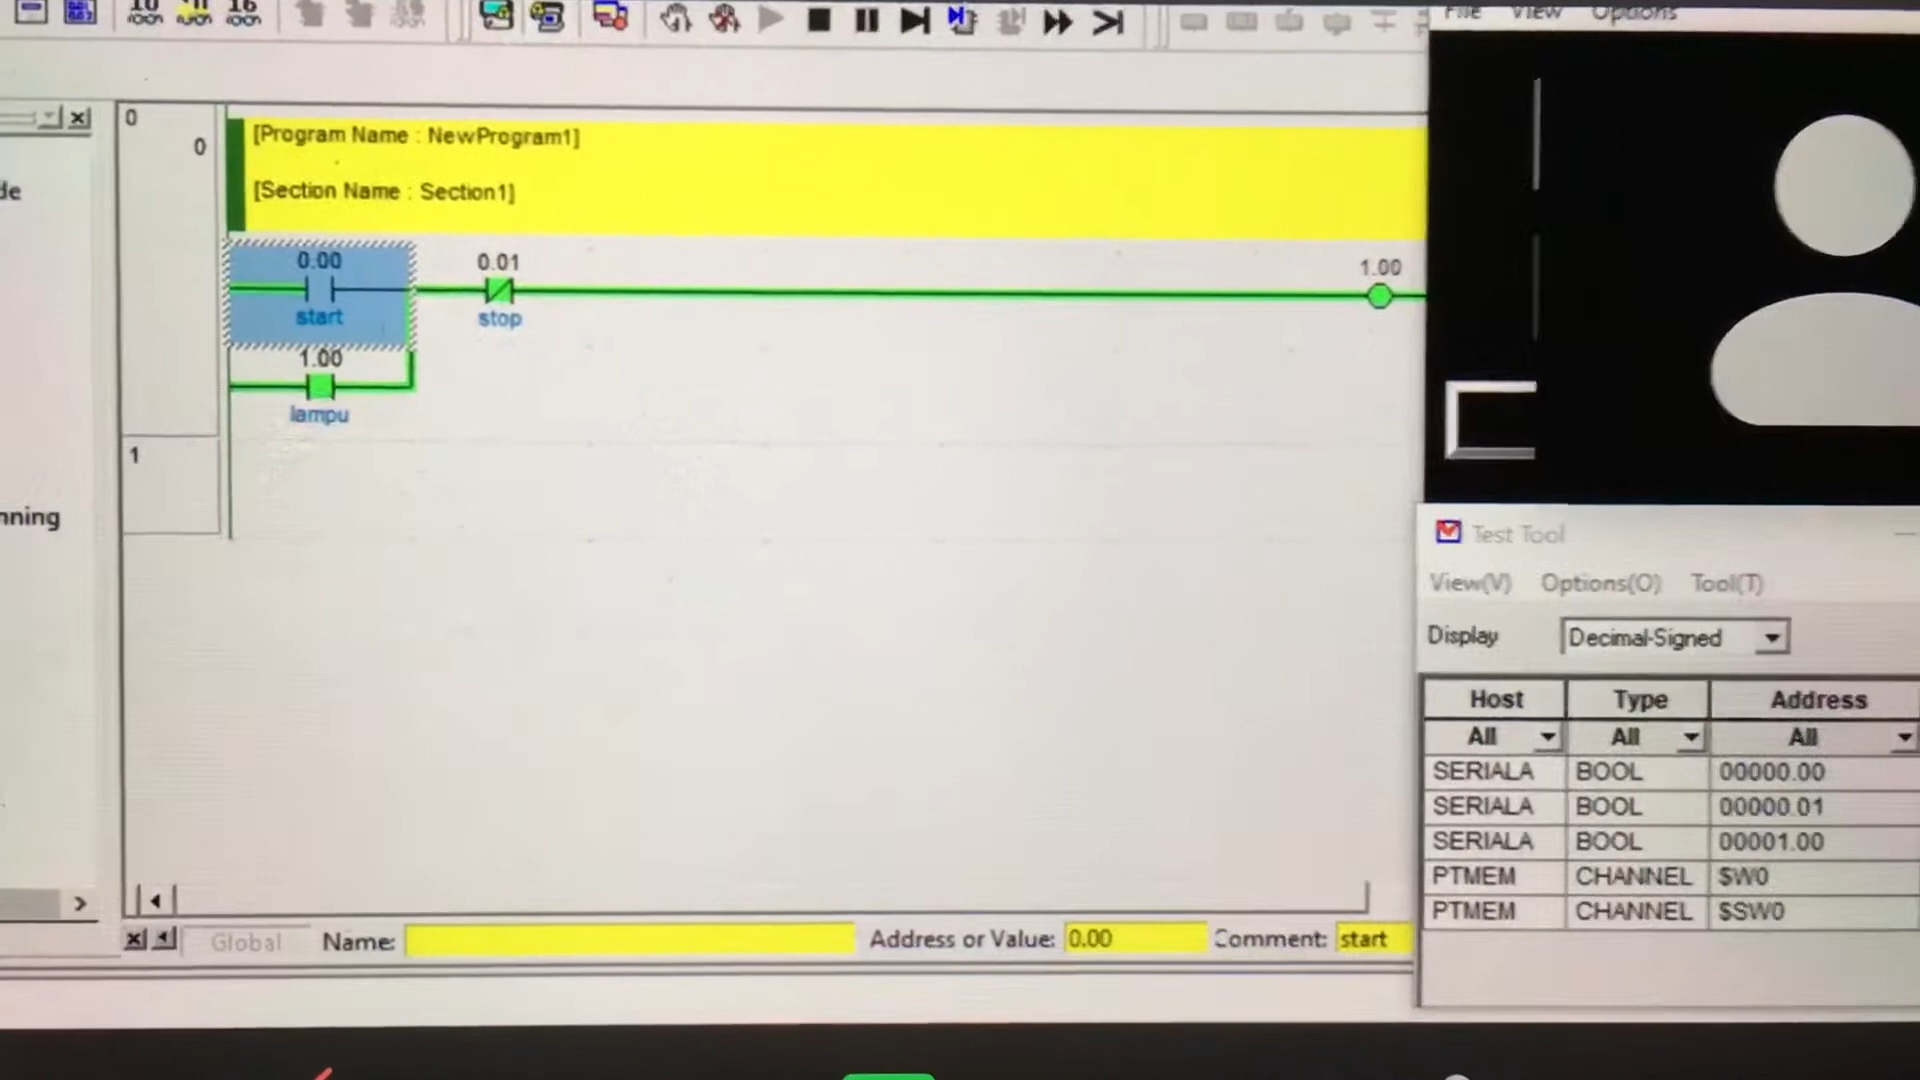 10
16
File View Options
0
0
[Program Name : NewProgram1]
[Section Name : Section1]
0.00
start
0.01
stop
1.00
1.00
lampu
1
Global
Name:
Address or Value: 0.00
Comment: start
Test Tool
View(V) Options(O) Tool(T)
Display Decimal-Signed
Host Type Address
All All All
SERIALA BOOL 00000.00
SERIALA BOOL 00000.01
SERIALA BOOL 00001.00
PTMEM CHANNEL $W0
PTMEM CHANNEL $SW0